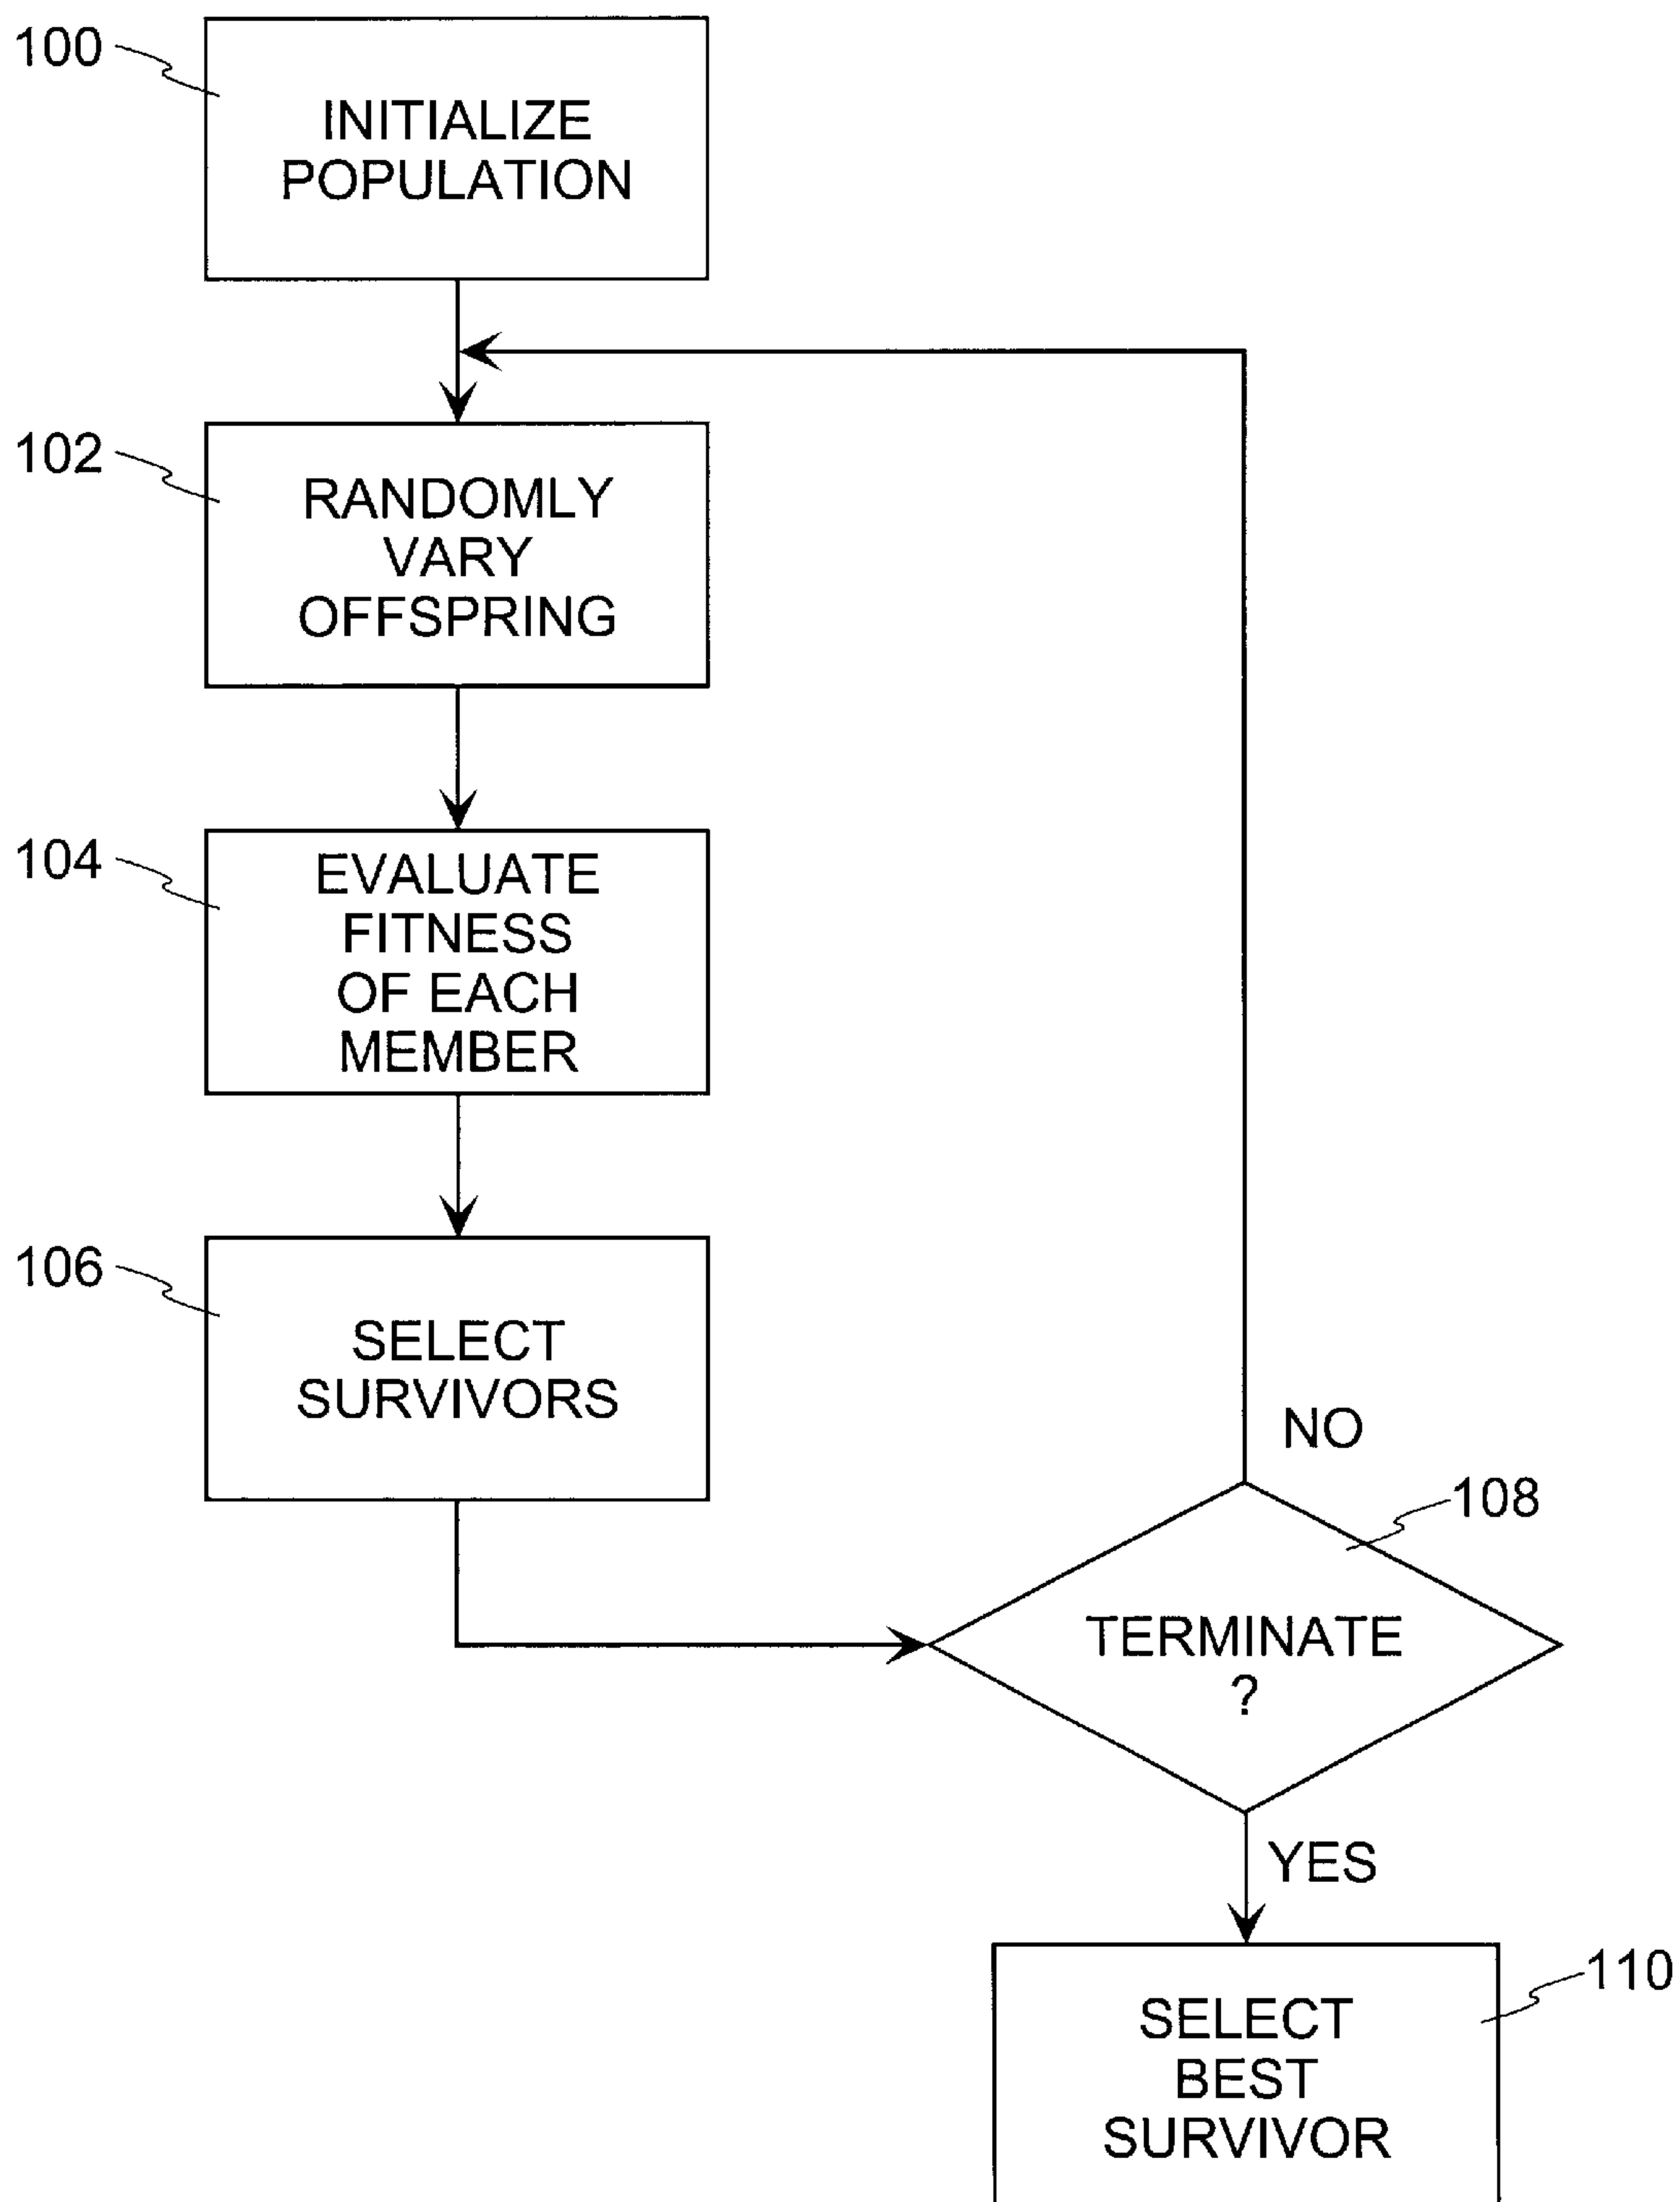 100
INITIALIZE
POPULATION
102
RANDOMLY
VARY
OFFSPRING
104
EVALUATE
FITNESS
OF EACH
MEMBER
106
SELECT
SURVIVORS
NO
108
TERMINATE
?
YES
110
SELECT
BEST
SURVIVOR